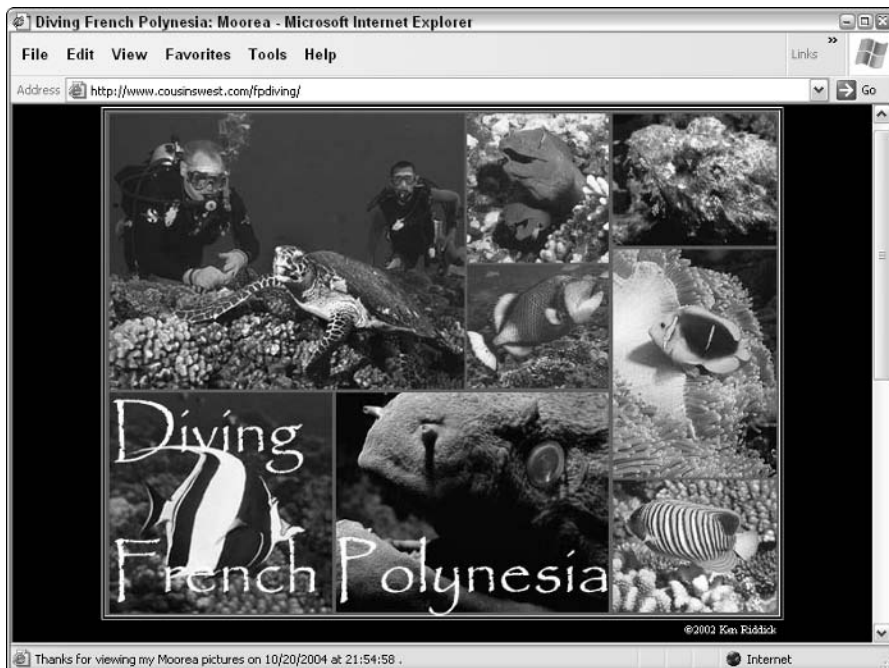 Diving French Polynesia: Moorea - Microsoft Internet Explorer
File Edit View Favorites Tools Help
Links »
Address http://www.cousinswest.com/fpdiving/ Go
Diving
French Polynesia
©2002 Ken Riddick
Thanks for viewing my Moorea pictures on 10/20/2004 at 21:54:58 . Internet